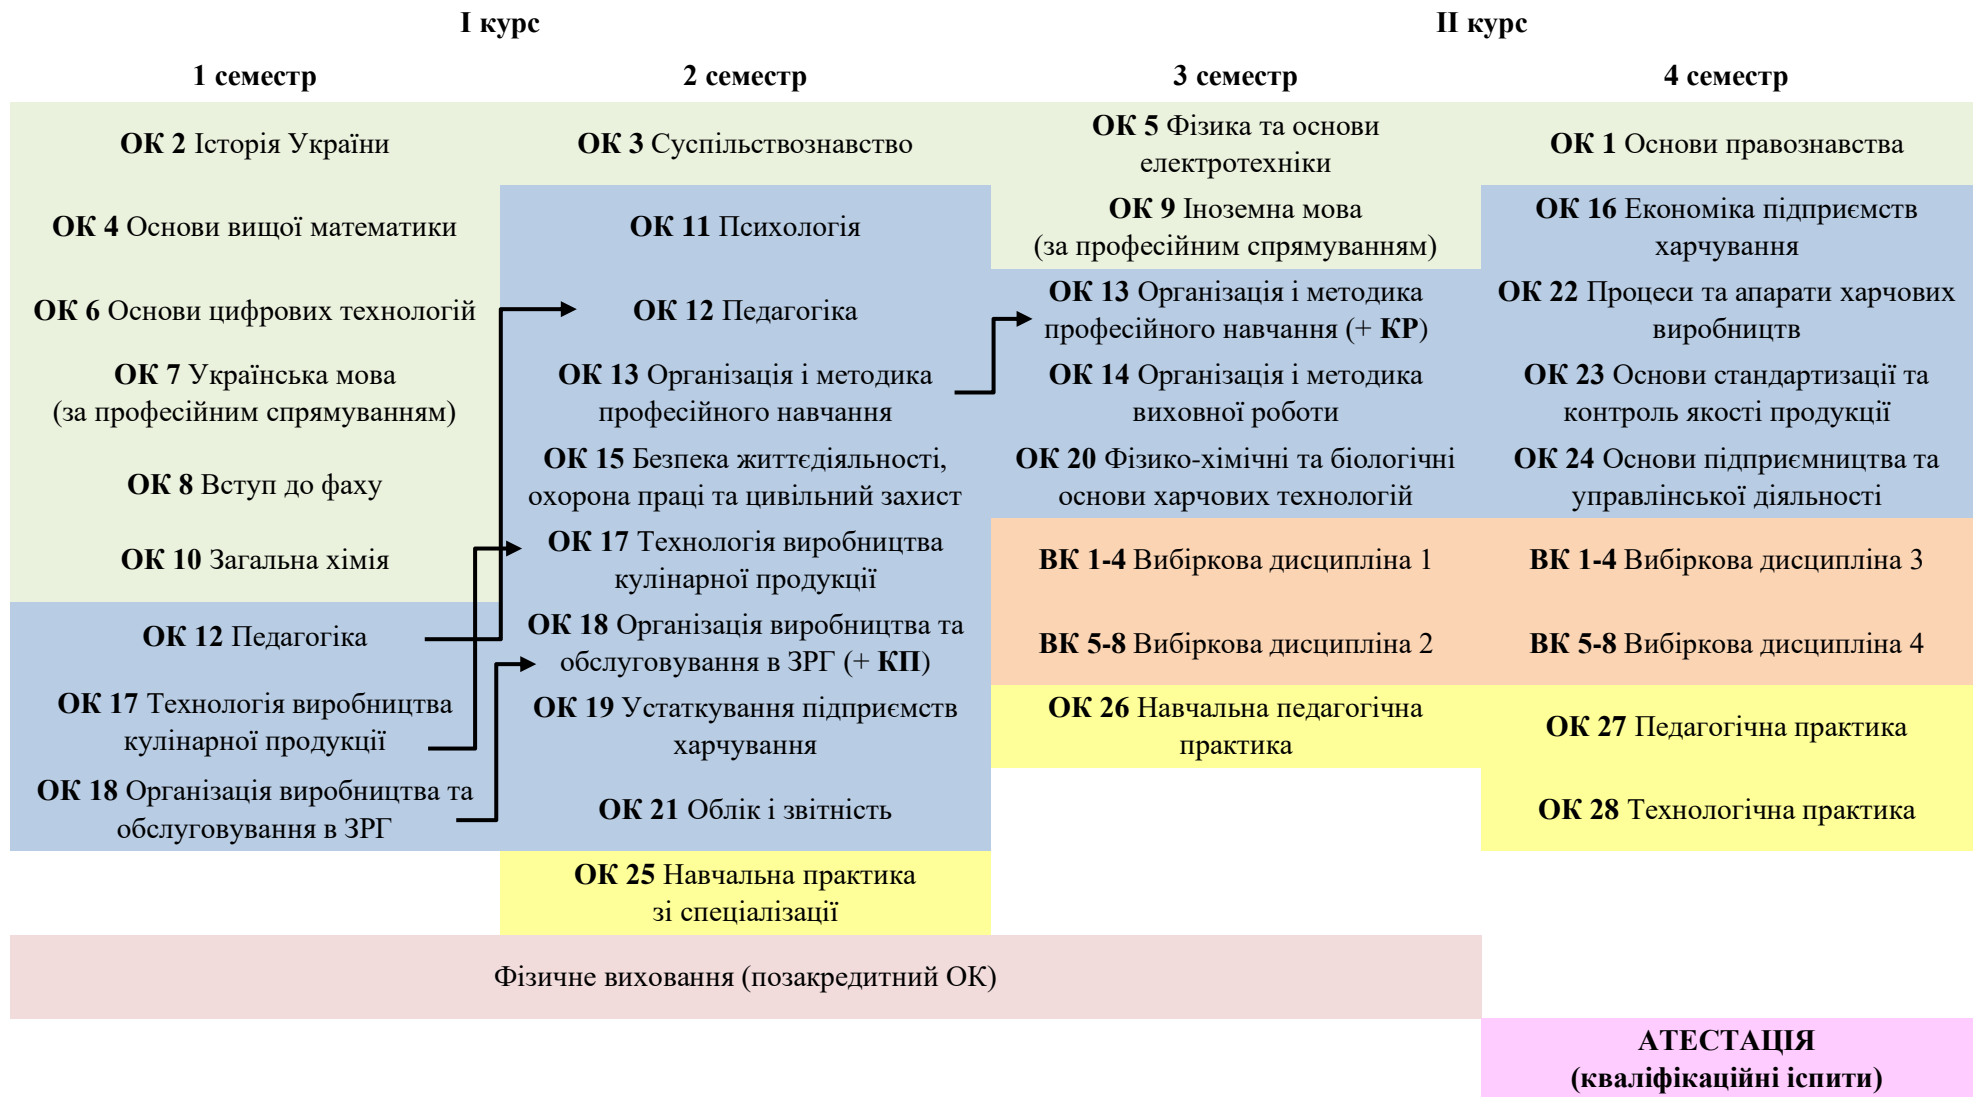 І курс
ІІ курс
1 семестр
2 семестр
3 семестр
4 семестр
ОК 2 Історія України
ОК 4 Основи вищої математики
ОК 6 Основи цифрових технологій
ОК 7 Українська мова
(за професійним спрямуванням)
ОК 8 Вступ до фаху
ОК 10 Загальна хімія
ОК 12 Педагогіка
ОК 17 Технологія виробництва
кулінарної продукції
ОК 18 Організація виробництва та
обслуговування в ЗРГ
ОК 3 Суспільствознавство
ОК 11 Психологія
ОК 12 Педагогіка
ОК 13 Організація і методика
професійного навчання
ОК 15 Безпека життєдіяльності,
охорона праці та цивільний захист
ОК 17 Технологія виробництва
кулінарної продукції
ОК 18 Організація виробництва та
обслуговування в ЗРГ (+ КП)
ОК 19 Устаткування підприємств
харчування
ОК 21 Облік і звітність
ОК 25 Навчальна практика
зі спеціалізації
ОК 5 Фізика та основи
електротехніки
ОК 9 Іноземна мова
(за професійним спрямуванням)
ОК 13 Організація і методика
професійного навчання (+ КР)
ОК 14 Організація і методика
виховної роботи
ОК 20 Фізико-хімічні та біологічні
основи харчових технологій
ВК 1-4 Вибіркова дисципліна 1
ВК 5-8 Вибіркова дисципліна 2
ОК 26 Навчальна педагогічна
практика
ОК 1 Основи правознавства
ОК 16 Економіка підприємств
харчування
ОК 22 Процеси та апарати харчових
виробництв
ОК 23 Основи стандартизації та
контроль якості продукції
ОК 24 Основи підприємництва та
управлінської діяльності
ВК 1-4 Вибіркова дисципліна 3
ВК 5-8 Вибіркова дисципліна 4
ОК 27 Педагогічна практика
ОК 28 Технологічна практика
Фізичне виховання (позакредитний ОК)
АТЕСТАЦІЯ
(кваліфікаційні іспити)